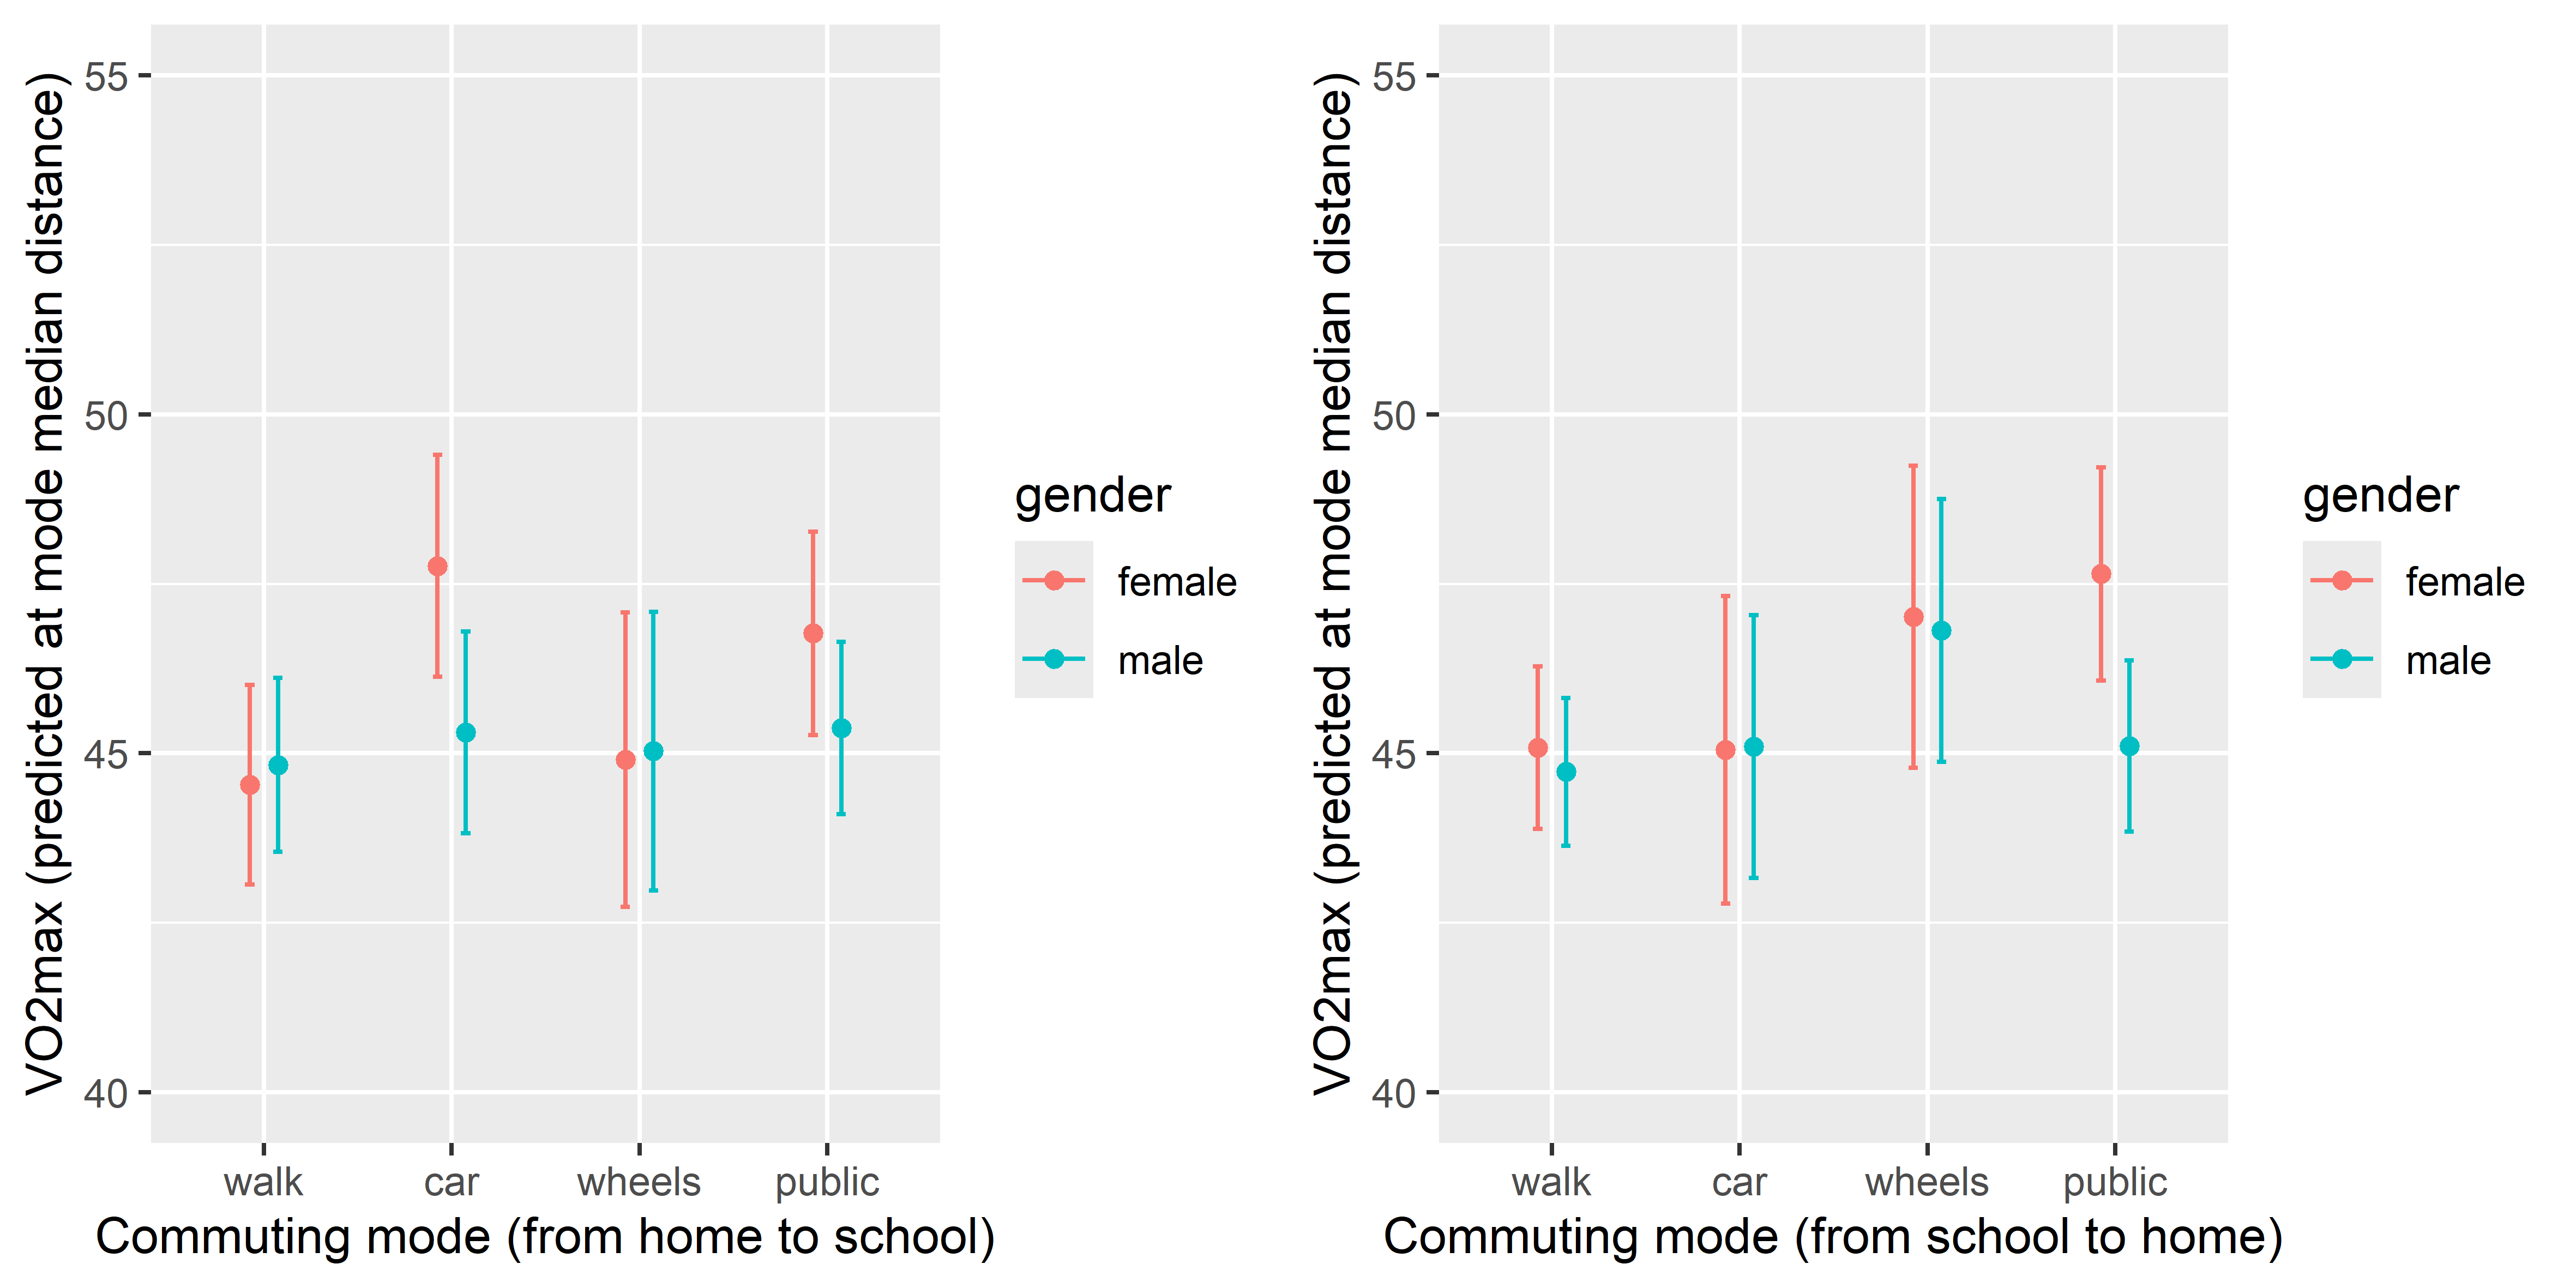 VO2max (predicted at mode median distance)
55
50
45
40
walk car wheels public
Commuting mode (from home to school)
gender
female
male
VO2max (predicted at mode median distance)
55
50
45
40
walk car wheels public
Commuting mode (from school to home)
gender
female
male